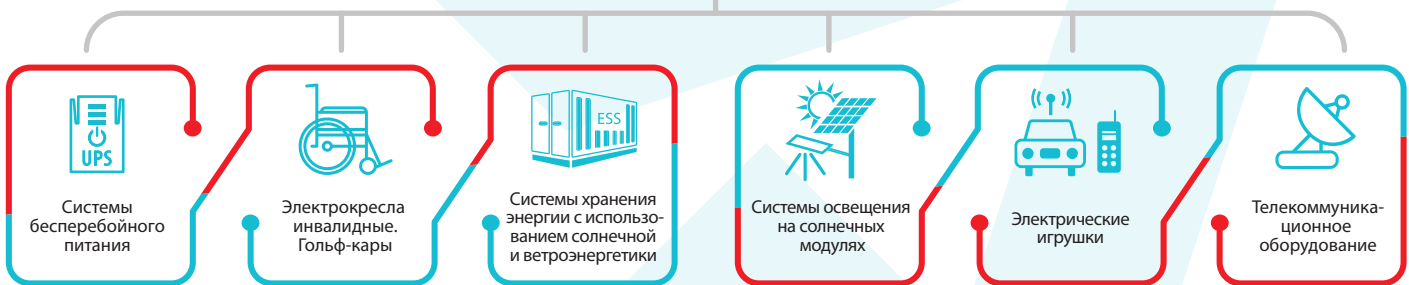 UPS
Системы
бесперебойного
питания
Электрокресла
инвалидные.
Гольф-кары
ESS
Системы хранения
энергии с использо-
ванием солнечной
и ветроэнергетики
Системы освещения
на солнечных
модулях
Электрические
игрушки
Телекоммуника-
ционное
оборудование